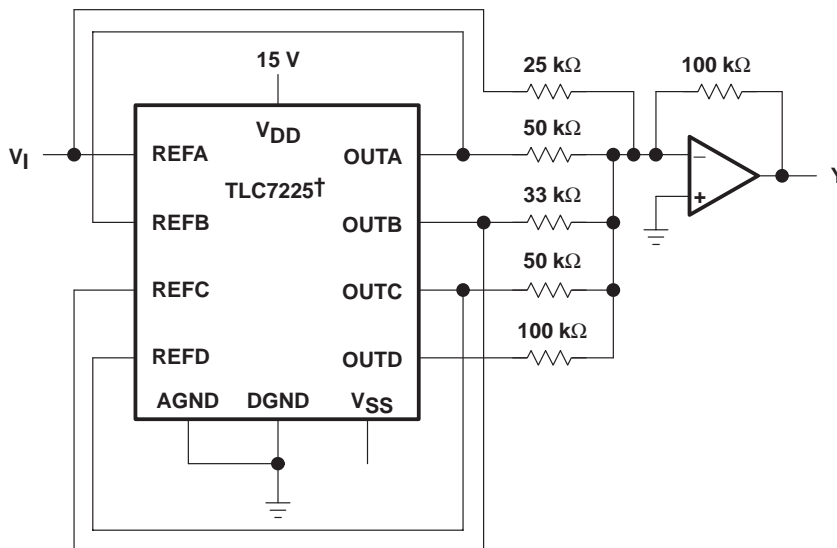 25 kΩ
100 kΩ
15 V
50 kΩ
VDD
VI
REFA
OUTA
−
TLC7225†
33 kΩ
+
REFB
OUTB
50 kΩ
REFC
OUTC
100 kΩ
REFD
OUTD
AGND
DGND
VSS